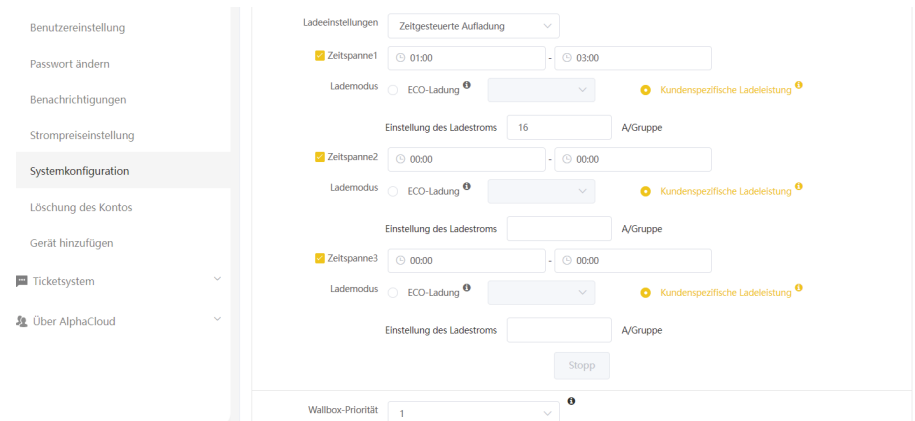 Benutzereinstellung
Passwort ändern
Benachrichtigungen
Strompreiseinstellung
Systemkonfiguration
Löschung des Kontos
Gerät hinzufügen
Ticketsystem
Über AlphaCloud
Ladeeinstellungen Zeitgesteuerte Aufladung
Zeitspanne1 01:00 - 03:00
Lademodus ECO-Ladung Kundenspezifische Ladeleistung
Einstellung des Ladestroms 16 A/Gruppe
Zeitspanne2 00:00 - 00:00
Lademodus ECO-Ladung Kundenspezifische Ladeleistung
Einstellung des Ladestroms A/Gruppe
Zeitspanne3 00:00 - 00:00
Lademodus ECO-Ladung Kundenspezifische Ladeleistung
Einstellung des Ladestroms A/Gruppe
Stopp
Wallbox-Priorität 1